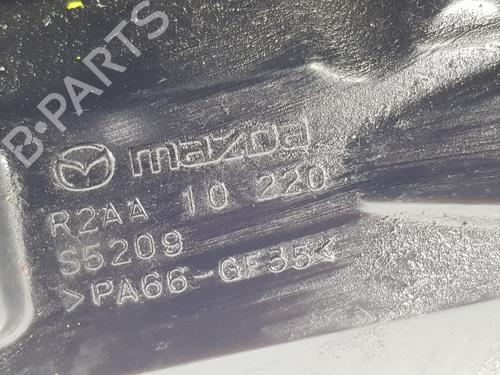 B-PARTS
mazda
R2AA 10 220
S5209
>PA66-GF35<